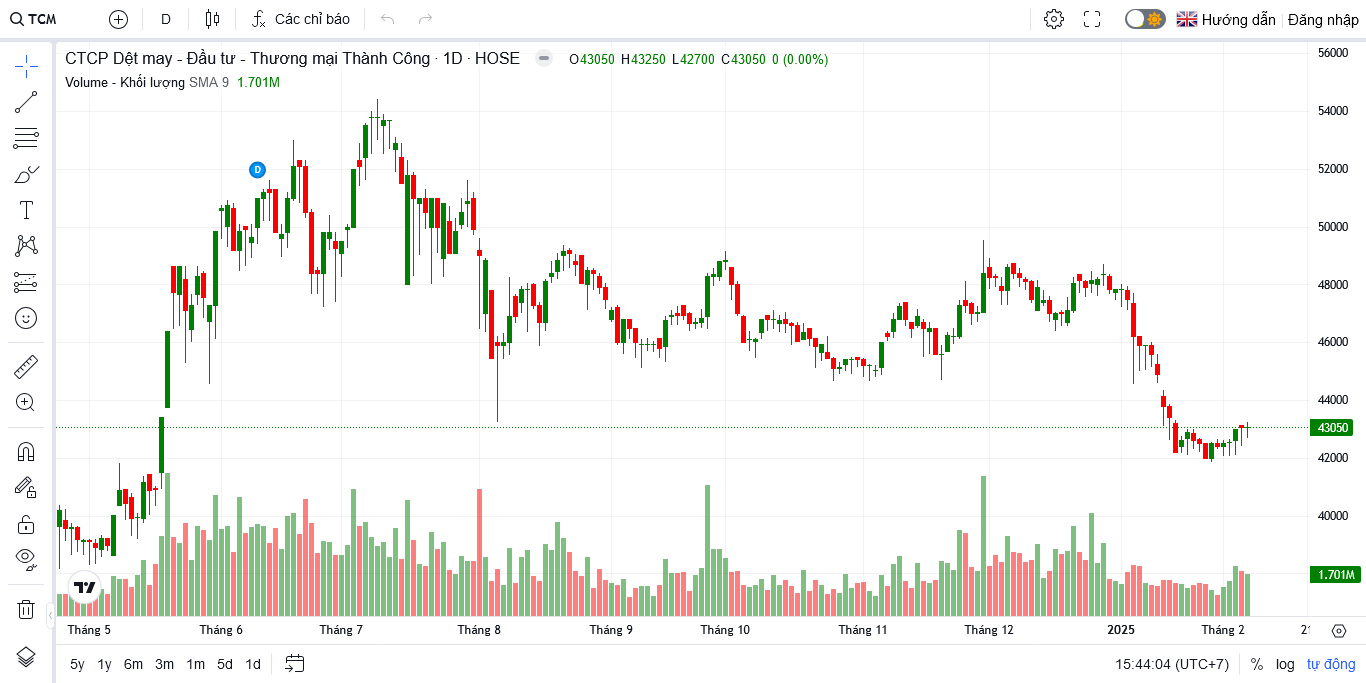 TCM D Các chỉ báo Hướng dẫn Đăng nhập
CTCP Dệt may - Đầu tư - Thương mại Thành Công · 1D · HOSE O43050 H43250 L42700 C43050 0 (0.00%)
Volume - Khối lượng SMA 9 1.701M
56000
54000
52000
D
50000
48000
46000
44000
43050
42000
40000
1.701M
Tháng 5 Tháng 6 Tháng 7 Tháng 8 Tháng 9 Tháng 10 Tháng 11 Tháng 12 2025 Tháng 2
5y 1y 6m 3m 1m 5d 1d 15:44:04 (UTC+7) % log tự động